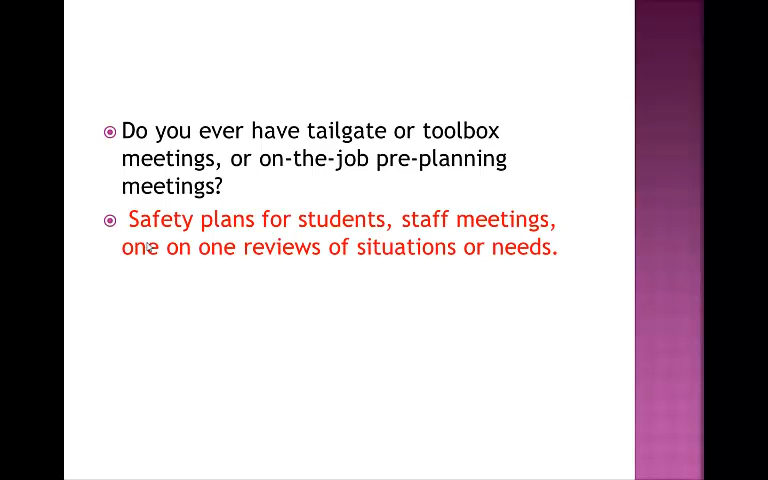 Do you ever have tailgate or toolbox
meetings, or on-the-job pre-planning
meetings?
Safety plans for students, staff meetings,
one on one reviews of situations or needs.